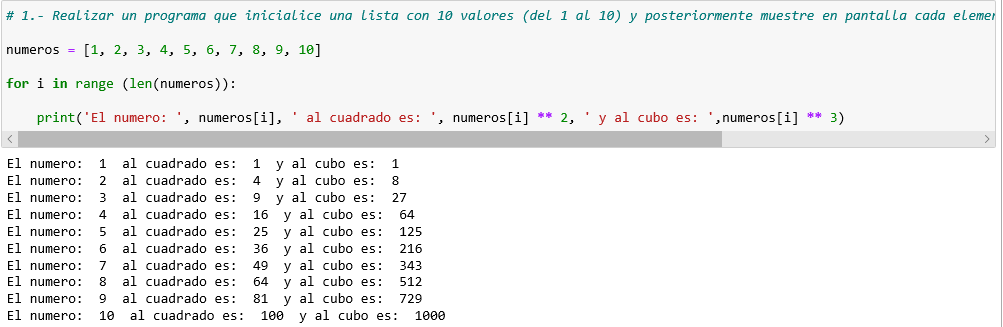 # 1.- Realizar un programa que inicialice una lista con 10 valores (del 1 al 10) y posteriormente muestre en pantalla cada
numeros = [1, 2, 3, 4, 5, 6, 7, 8, 9, 10]
for i in range (len(numeros)):
print('El numero: ', numeros[i], ' al cuadrado es: ', numeros[i] ** 2, ' y al cubo es: ',numeros[i] ** 3)
El numero:  1  al cuadrado es:  1  y al cubo es:  1
El numero:  2  al cuadrado es:  4  y al cubo es:  8
El numero:  3  al cuadrado es:  9  y al cubo es:  27
El numero:  4  al cuadrado es:  16  y al cubo es:  64
El numero:  5  al cuadrado es:  25  y al cubo es:  125
El numero:  6  al cuadrado es:  36  y al cubo es:  216
El numero:  7  al cuadrado es:  49  y al cubo es:  343
El numero:  8  al cuadrado es:  64  y al cubo es:  512
El numero:  9  al cuadrado es:  81  y al cubo es:  729
El numero:  10  al cuadrado es:  100  y al cubo es:  1000